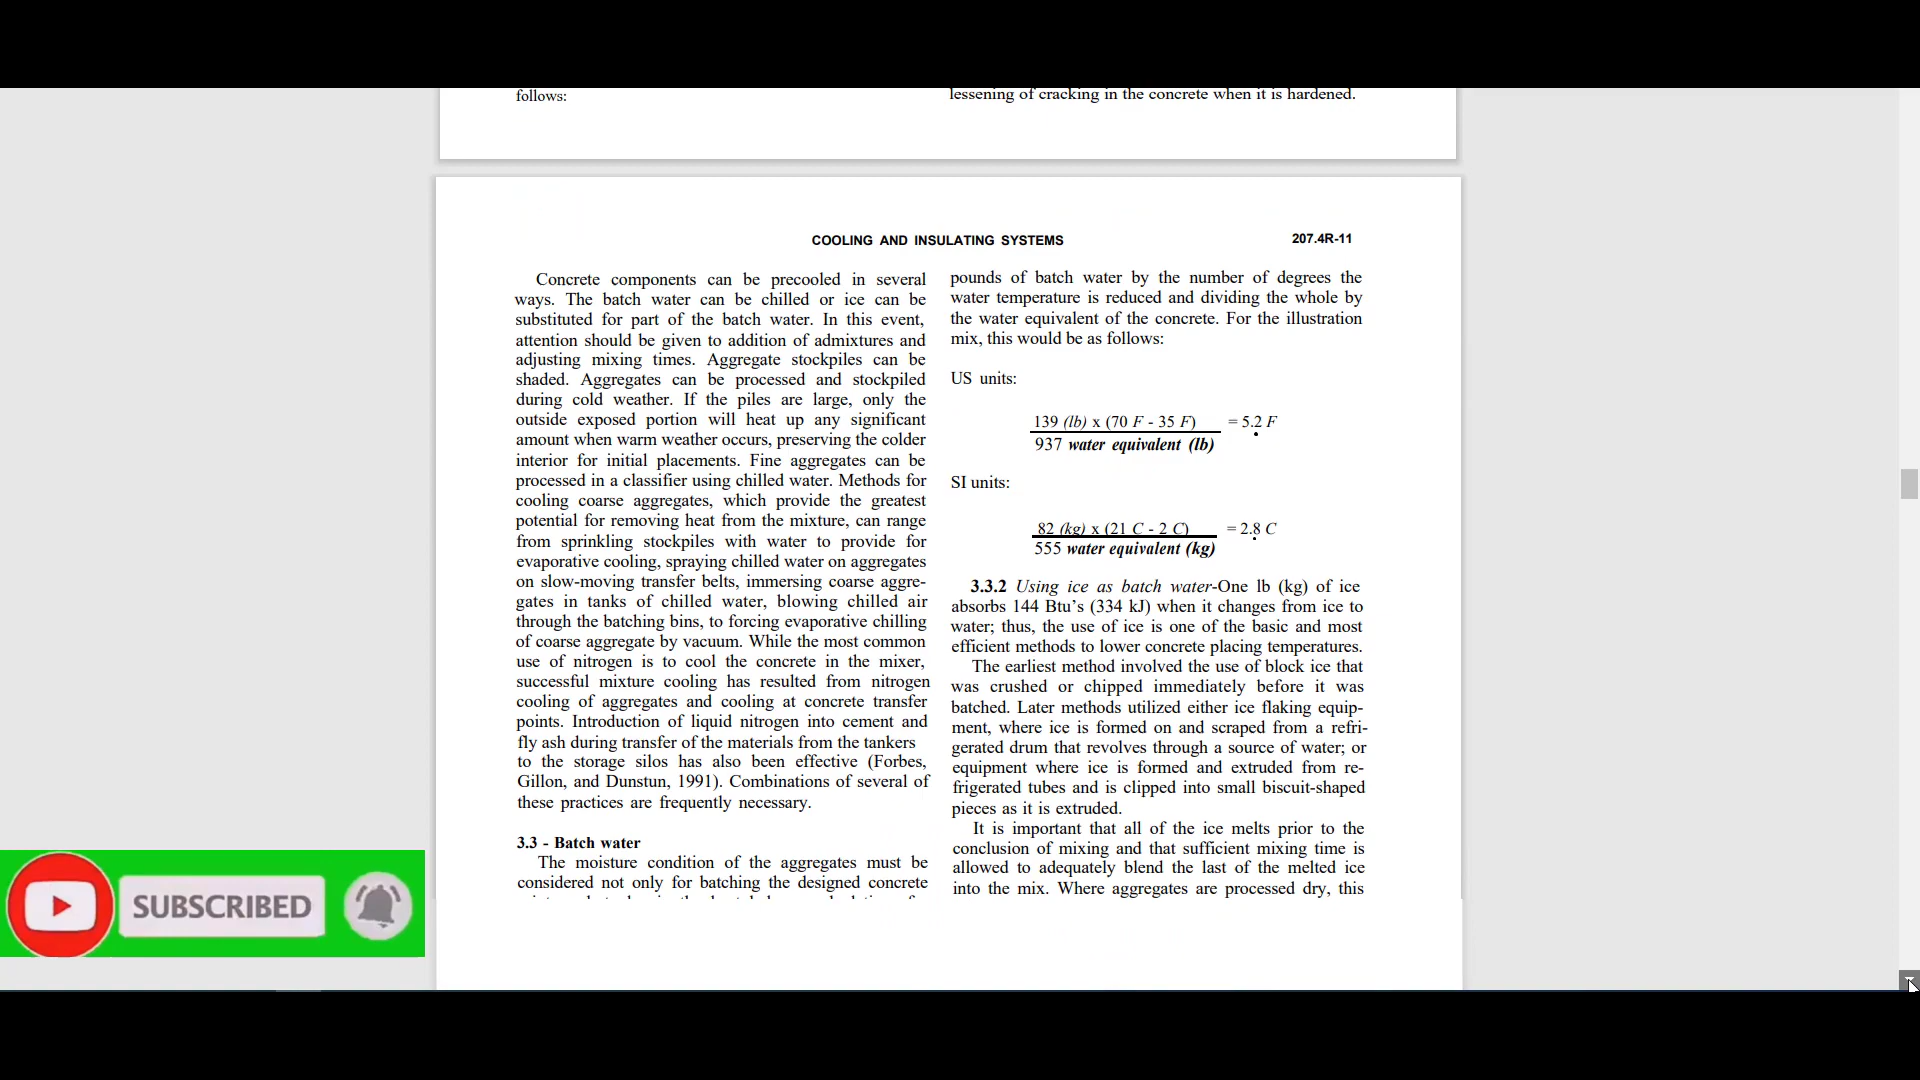 follows:
lessening of cracking in the concrete when it is hardened.
COOLING AND INSULATING SYSTEMS
207.4R-11
Concrete components can be precooled in several
ways. The batch water can be chilled or ice can be
substituted for part of the batch water. In this event,
attention should be given to addition of admixtures and
adjusting mixing times. Aggregate stockpiles can be
shaded. Aggregates can be processed and stockpiled
during cold weather. If the piles are large, only the
outside exposed portion will heat up any significant
amount when warm weather occurs, preserving the colder
interior for initial placements. Fine aggregates can be
processed in a classifier using chilled water. Methods for
cooling coarse aggregates, which provide the greatest
potential for removing heat from the mixture, can range
from sprinkling stockpiles with water to provide for
evaporative cooling, spraying chilled water on aggregates
on slow-moving transfer belts, immersing coarse aggre-
gates in tanks of chilled water, blowing chilled air
through the batching bins, to forcing evaporative chilling
of coarse aggregate by vacuum. While the most common
use of nitrogen is to cool the concrete in the mixer,
successful mixture cooling has resulted from nitrogen
cooling of aggregates and cooling at concrete transfer
points. Introduction of liquid nitrogen into cement and
fly ash during transfer of the materials from the tankers
to the storage silos has also been effective (Forbes,
Gillon, and Dunstun, 1991). Combinations of several of
these practices are frequently necessary.
3.3 - Batch water
The moisture condition of the aggregates must be
considered not only for batching the designed concrete
pounds of batch water by the number of degrees the
water temperature is reduced and dividing the whole by
the water equivalent of the concrete. For the illustration
mix, this would be as follows:
US units:
139 (lb) x (70 F - 35 F)
937 water equivalent (lb)
= 5.2 F
SI units:
82 (kg) x (21 C - 2 C)
555 water equivalent (kg)
= 2.8 C
3.3.2 Using ice as batch water-One lb (kg) of ice
absorbs 144 Btu's (334 kJ) when it changes from ice to
water; thus, the use of ice is one of the basic and most
efficient methods to lower concrete placing temperatures.
The earliest method involved the use of block ice that
was crushed or chipped immediately before it was
batched. Later methods utilized either ice flaking equip-
ment, where ice is formed on and scraped from a refri-
gerated drum that revolves through a source of water; or
equipment where ice is formed and extruded from re-
frigerated tubes and is clipped into small biscuit-shaped
pieces as it is extruded.
It is important that all of the ice melts prior to the
conclusion of mixing and that sufficient mixing time is
allowed to adequately blend the last of the melted ice
into the mix. Where aggregates are processed dry, this
SUBSCRIBED